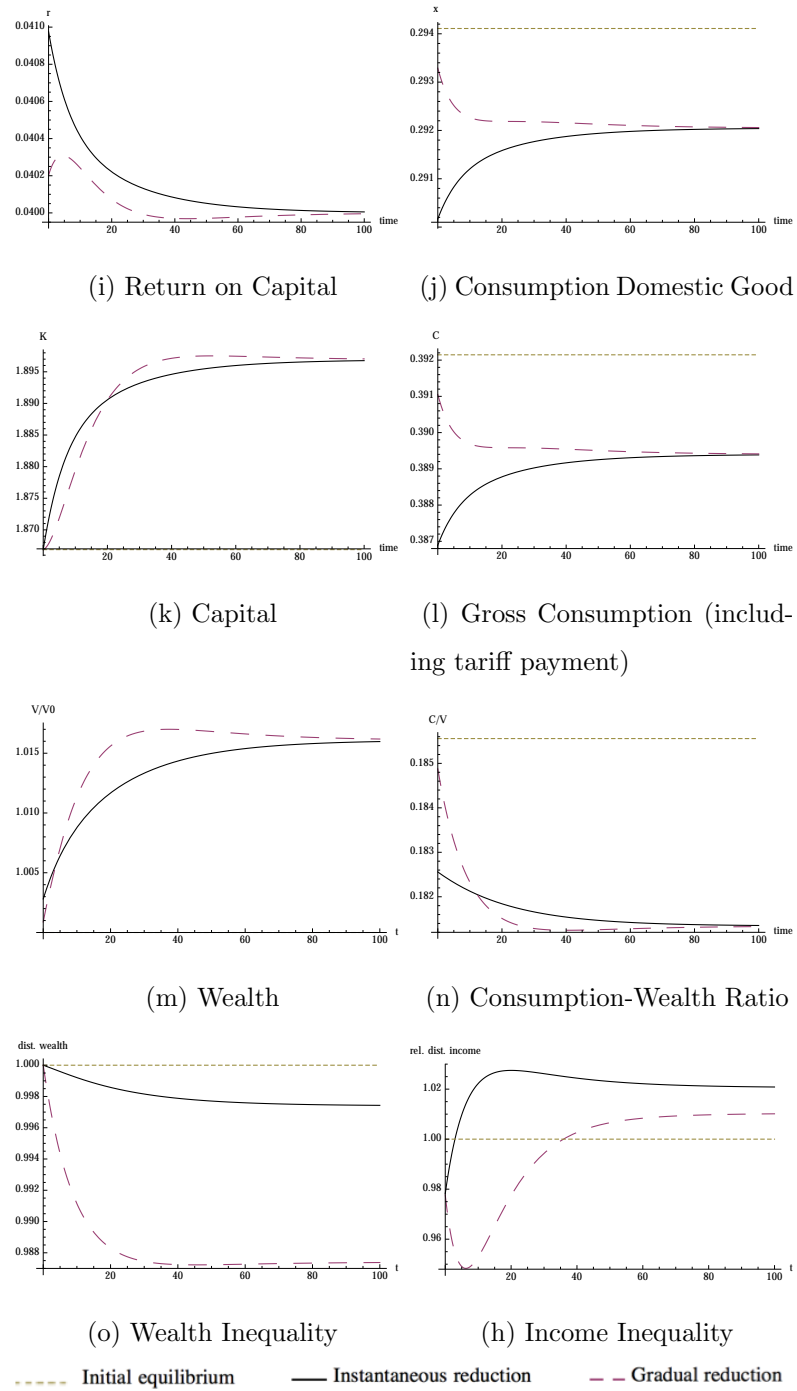 r
0.0410
0.0408
0.0406
0.0404
0.0402
0.0400
20 40 60 80 100 time
(i) Return on Capital
x
0.294
0.293
0.292
0.291
20 40 60 80 100 time
(j) Consumption Domestic Good
K
1.895
1.890
1.885
1.880
1.875
1.870
20 40 60 80 100 time
(k) Capital
C
0.392
0.391
0.390
0.389
0.388
0.387
20 40 60 80 100 time
(l) Gross Consumption (includ-
ing tariff payment)
V/V0
1.015
1.010
1.005
20 40 60 80 100 t
(m) Wealth
C/V
0.185
0.184
0.183
0.182
20 40 60 80 100 time
(n) Consumption-Wealth Ratio
dist. wealth
1.000
0.998
0.996
0.994
0.992
0.990
0.988
20 40 60 80 100 t
(o) Wealth Inequality
rel. dist. income
1.02
1.00
0.98
0.96
20 40 60 80 100 t
(h) Income Inequality
Initial equilibrium Instantaneous reduction Gradual reduction